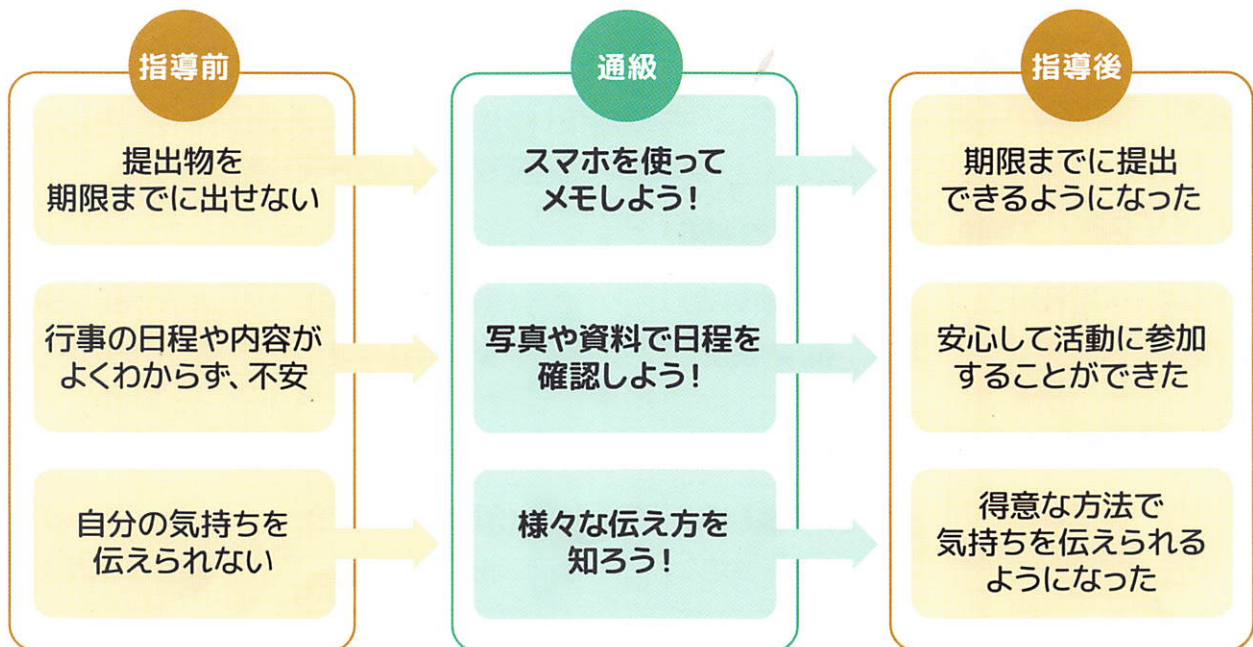 指導前
通級
指導後
提出物を
期限までに出せない
スマホを使って
メモしよう！
期限までに提出
できるようになった
行事の日程や内容が
よくわからず、不安
写真や資料で日程を
確認しよう！
安心して活動に参加
することができた
自分の気持ちを
伝えられない
様々な伝え方を
知ろう！
得意な方法で
気持ちを伝えられる
ようになった